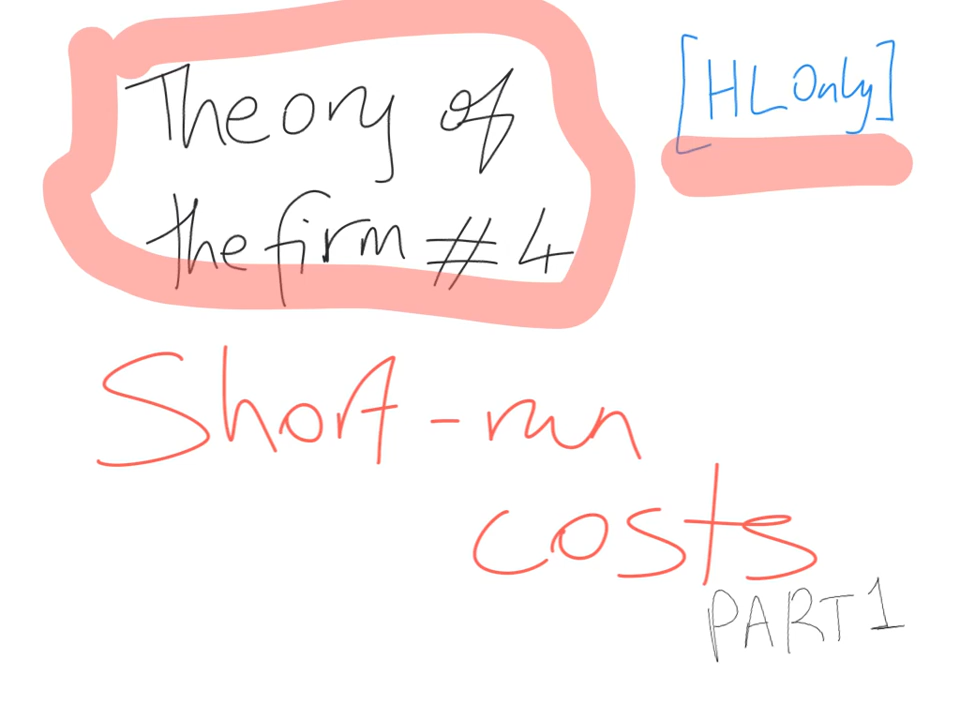 Theory of
the firm #4
[HL Only]
Short-run
costs
PART 1